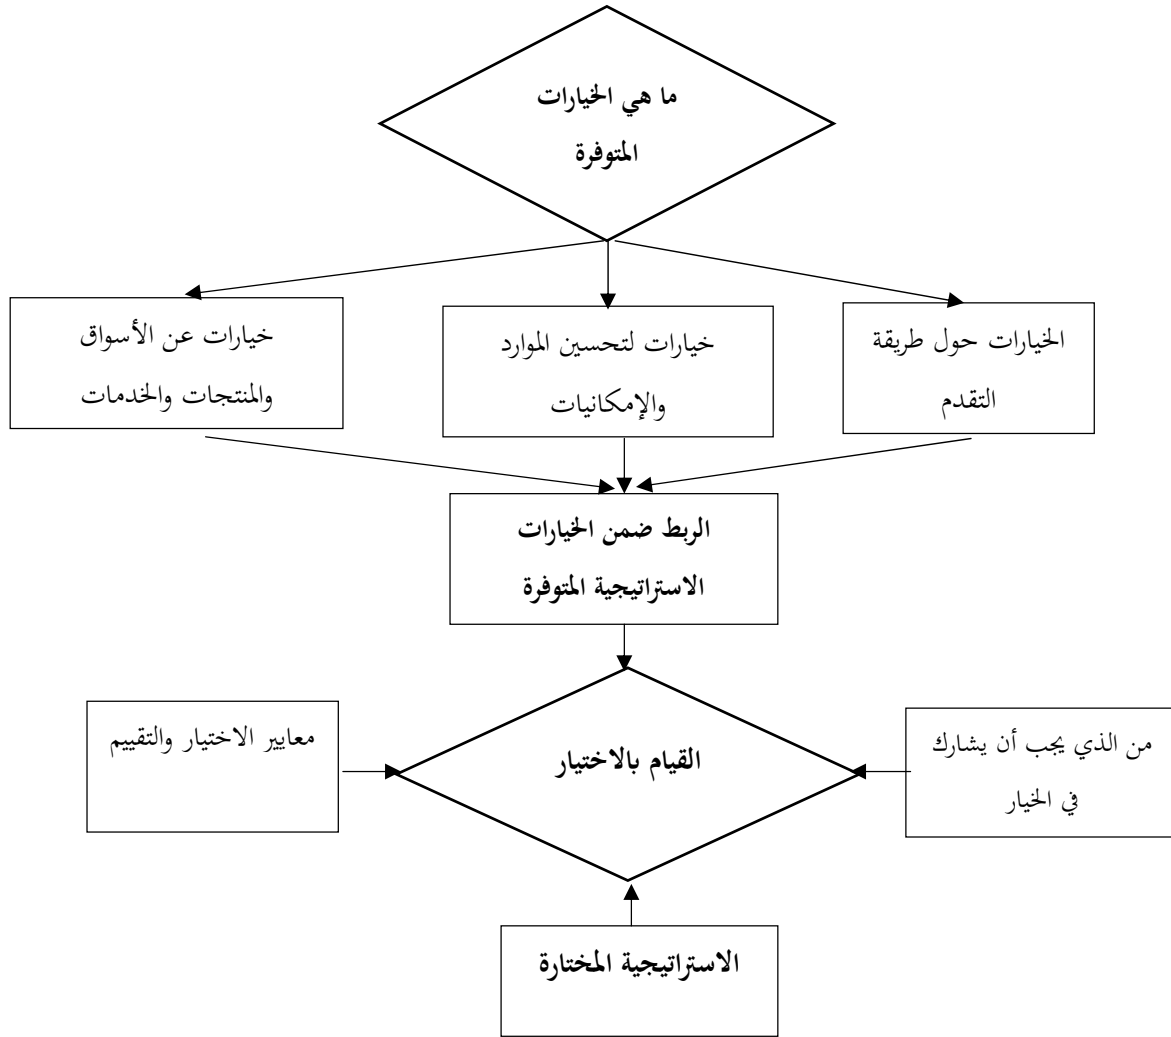 ما هي الخيارات
المتوفرة
الخيارات حول طريقة
التقدم
خيارات لتحسين الموارد
والإمكانيات
خيارات عن الأسواق
والمنتجات والخدمات
الربط ضمن الخيارات
الاستراتيجية المتوفرة
من الذي يجب أن يشارك
في الخيار
القيام بالاختيار
معايير الاختيار والتقييم
الاستراتيجية المختارة